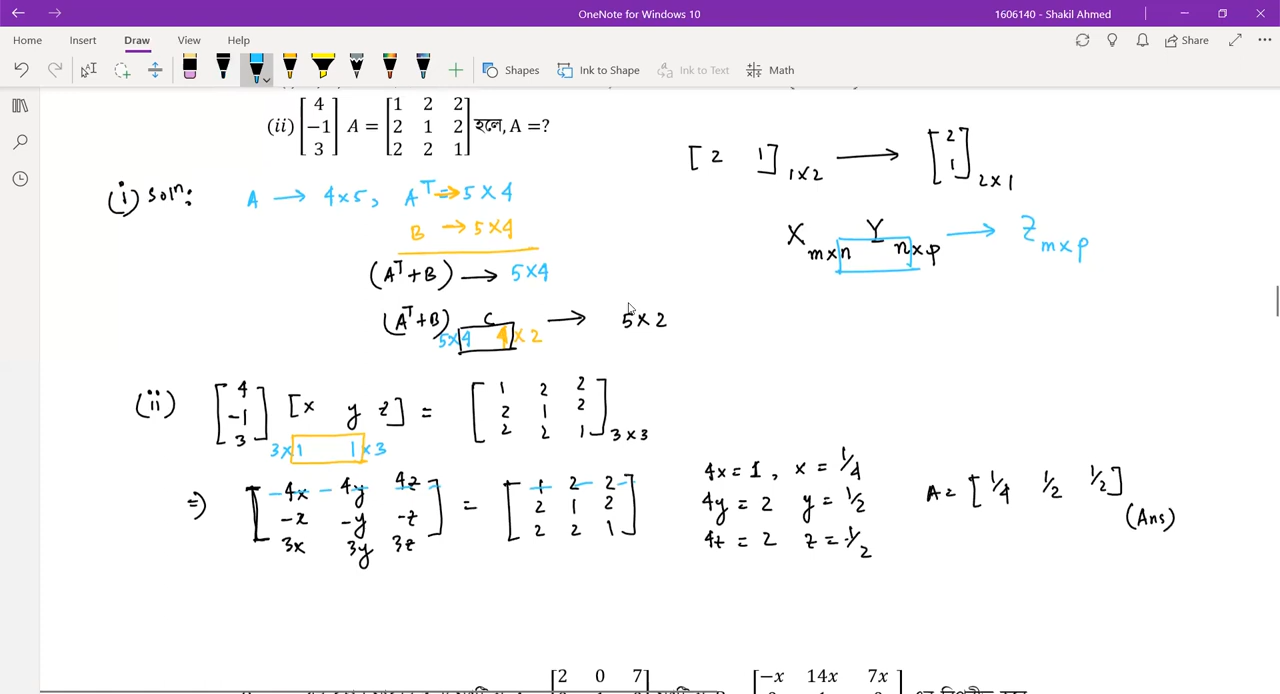 OneNote for Windows 10
1606140 - Shakil Ahmed
Home Insert Draw View Help
Share
Shapes Ink to Shape Ink to Text Math
(ii) [4 -1 3] A = [1 2 2 2 1 2 2 2 1] হলে, A =?
[2 1] 1×2 → [2 1] 2×1
(i) Soln:
A → 4×5, A^T = → 5×4
B → 5×4
(A^T+B) → 5×4
X m×n Y n×p → Z m×p
(A^T+B) 5×4 C 4×2 → 5×2
(ii) [4 -1 3] 3×1 [x y z] 1×3 = [1 2 2 2 1 2 2 2 1] 3×3
⇒ [4x 4y 4z -x -y -z 3x 3y 3z] = [1 2 2 2 1 2 2 2 1]
4x = 1, x = 1/4
4y = 2 y = 1/2
4z = 2 z = 1/2
A = [1/4 1/2 1/2]
(Ans)
[2 0 7] [-x 14x 7x]